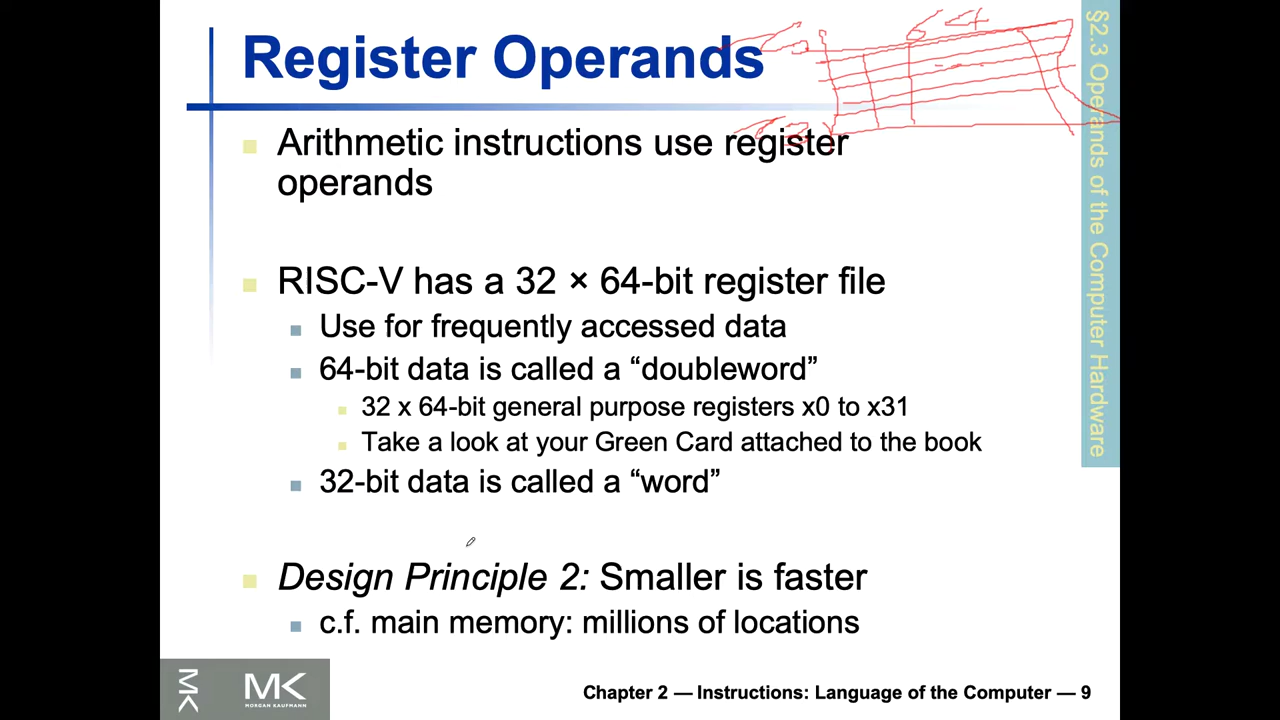 Register Operands
64
Arithmetic instructions use register
operands
RISC-V has a 32 × 64-bit register file
Use for frequently accessed data
64-bit data is called a “doubleword”
32 x 64-bit general purpose registers x0 to x31
Take a look at your Green Card attached to the book
32-bit data is called a “word”
Design Principle 2: Smaller is faster
c.f. main memory: millions of locations
§2.3 Operands of the Computer Hardware
MK
MK
MORGAN KAUFMANN
Chapter 2 — Instructions: Language of the Computer — 9